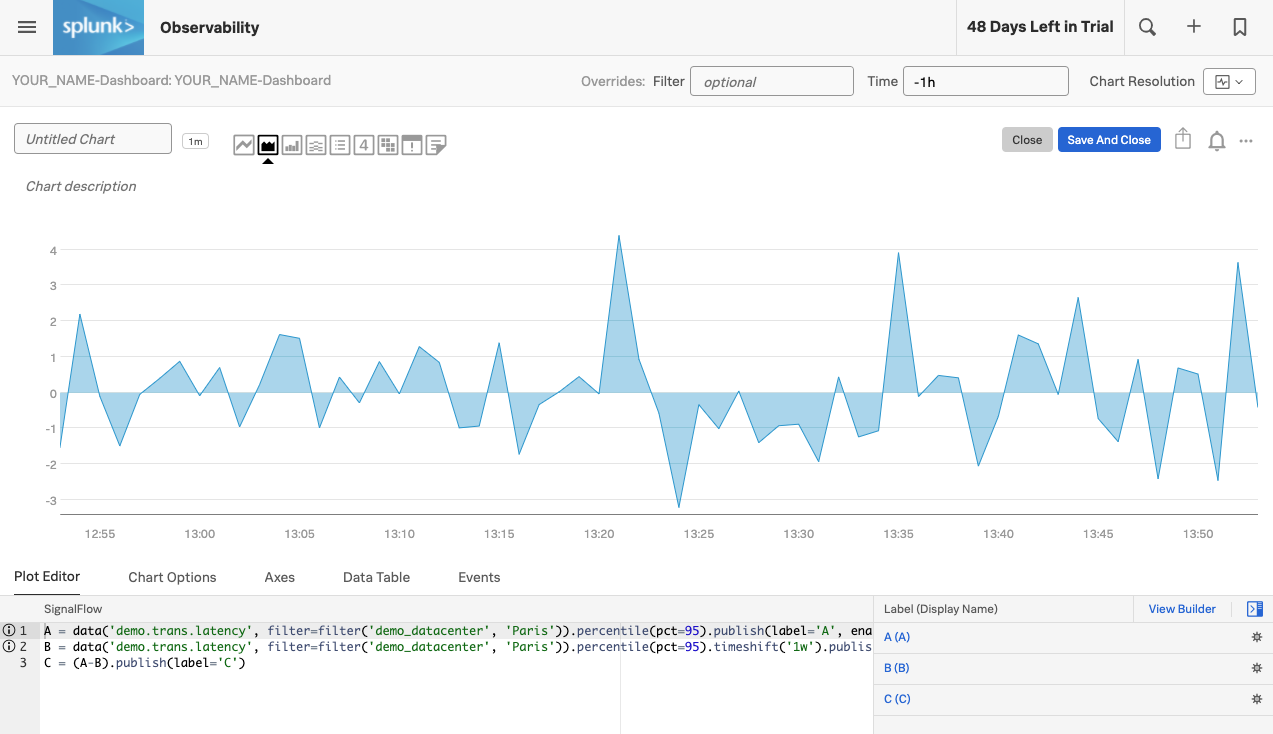 splunk> Observability 48 Days Left in Trial
YOUR_NAME-Dashboard: YOUR_NAME-Dashboard Overrides: Filter optional Time -1h Chart Resolution
Untitled Chart 1m 4 Close Save And Close
Chart description
4
3
2
1
0
-1
-2
-3
12:55 13:00 13:05 13:10 13:15 13:20 13:25 13:30 13:35 13:40 13:45 13:50
Plot Editor Chart Options Axes Data Table Events
SignalFlow Label (Display Name) View Builder
1 A = data('demo.trans.latency', filter=filter('demo_datacenter', 'Paris')).percentile(pct=95).publish(label='A', ena
2 B = data('demo.trans.latency', filter=filter('demo_datacenter', 'Paris')).percentile(pct=95).timeshift('1w').publis
3 C = (A-B).publish(label='C')
A (A)
B (B)
C (C)